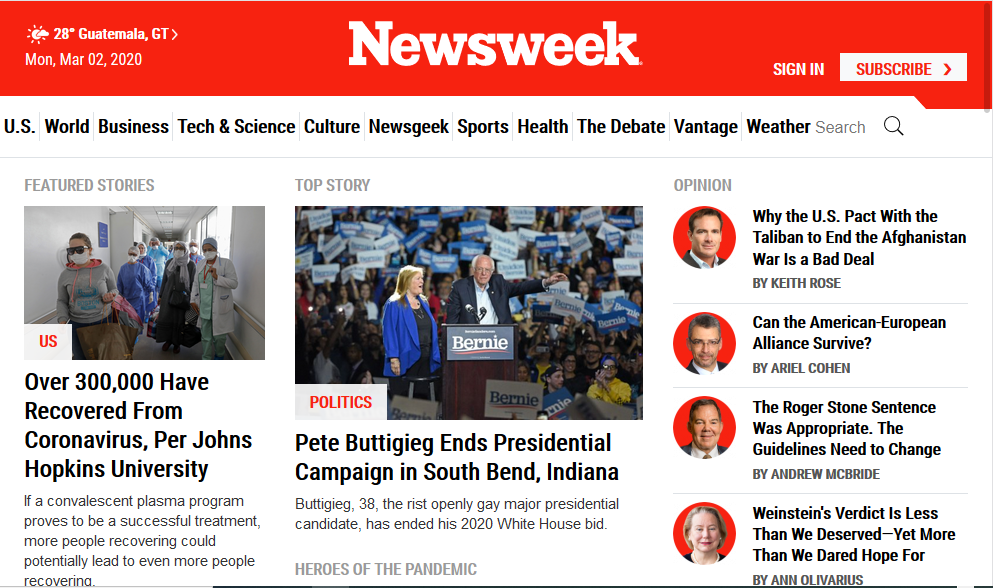 28° Guatemala, GT
Mon, Mar 02, 2020
Newsweek
SIGN IN
SUBSCRIBE
U.S. World Business Tech & Science Culture Newsgeek Sports Health The Debate Vantage Weather Search
FEATURED STORIES
US
Over 300,000 Have
Recovered From
Coronavirus, Per Johns
Hopkins University
If a convalescent plasma program
proves to be a successful treatment,
more people recovering could
potentially lead to even more people
recovering.
TOP STORY
Bernie
Bernie
Bernie
POLITICS
Pete Buttigieg Ends Presidential
Campaign in South Bend, Indiana
Buttigieg, 38, the rist openly gay major presidential
candidate, has ended his 2020 White House bid.
HEROES OF THE PANDEMIC
OPINION
Why the U.S. Pact With the
Taliban to End the Afghanistan
War Is a Bad Deal
BY KEITH ROSE
Can the American-European
Alliance Survive?
BY ARIEL COHEN
The Roger Stone Sentence
Was Appropriate. The
Guidelines Need to Change
BY ANDREW MCBRIDE
Weinstein's Verdict Is Less
Than We Deserved—Yet More
Than We Dared Hope For
BY ANN OLIVARIUS